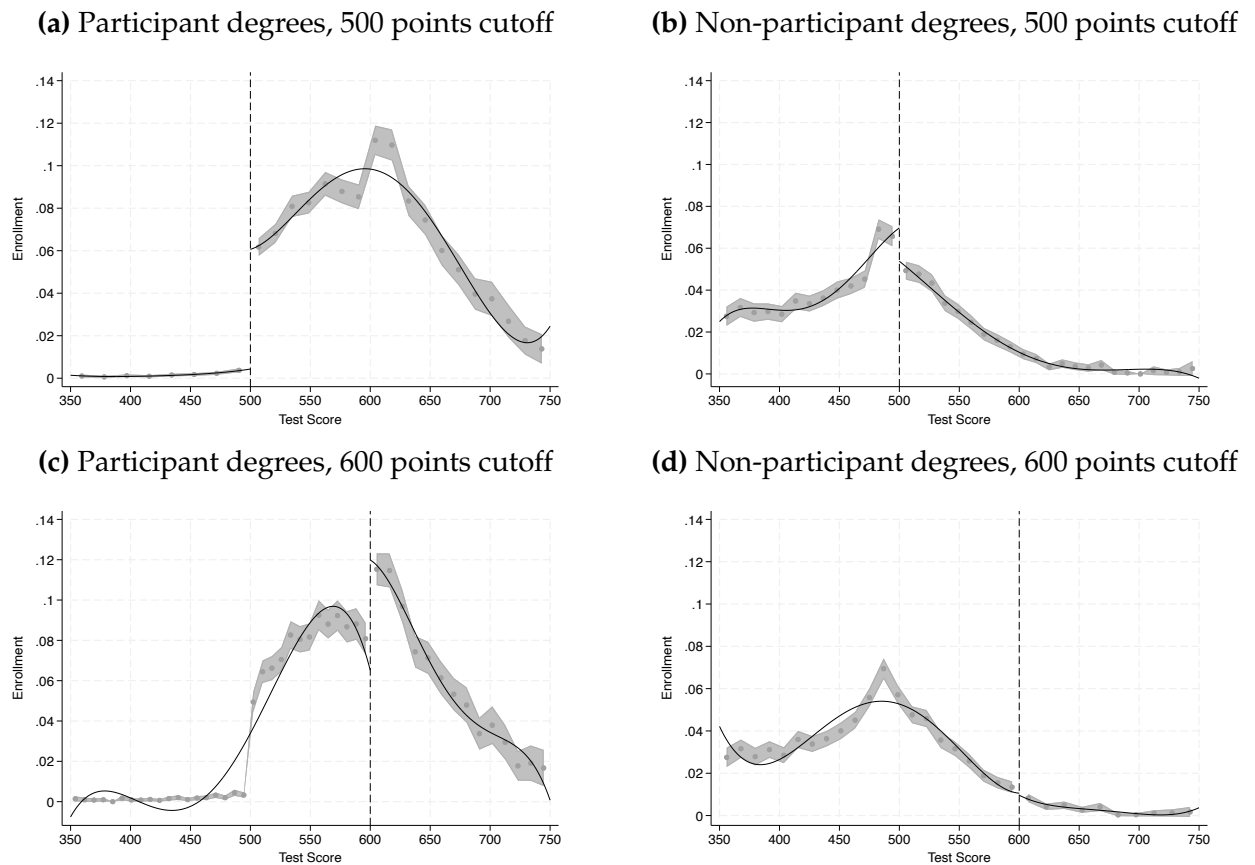 (a) Participant degrees, 500 points cutoff
.14
.12
.1
.08
.06
.04
.02
0
Enrollment
350 400 450 500 550 600 650 700 750
Test Score
(b) Non-participant degrees, 500 points cutoff
.14
.12
.1
.08
.06
.04
.02
0
Enrollment
350 400 450 500 550 600 650 700 750
Test Score
(c) Participant degrees, 600 points cutoff
.14
.12
.1
.08
.06
.04
.02
0
Enrollment
350 400 450 500 550 600 650 700 750
Test Score
(d) Non-participant degrees, 600 points cutoff
.14
.12
.1
.08
.06
.04
.02
0
Enrollment
350 400 450 500 550 600 650 700 750
Test Score